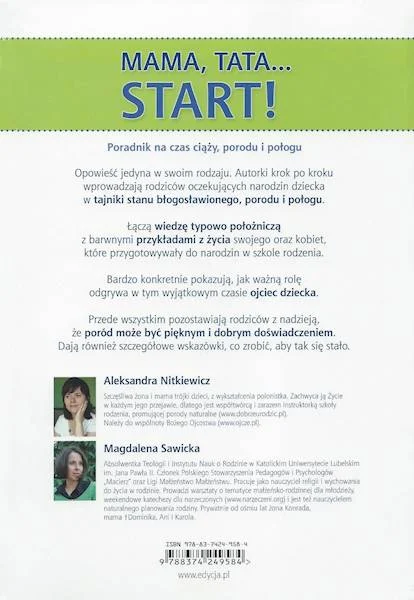 MAMA, TATA...
START!
Poradnik na czas ciąży, porodu i połogu
Opowieść jedyna w swoim rodzaju. Autorki krok po kroku
wprowadzają rodziców oczekujących narodzin dziecka
w tajniki stanu błogosławionego, porodu i połogu.
Łączą wiedzę typowo położniczą
z barwnymi przykładami z życia swojego oraz kobiet,
które przygotowywały do narodzin w szkole rodzenia.
Bardzo konkretnie pokazują, jak ważną rolę
odgrywa w tym wyjątkowym czasie ojciec dziecka.
Przede wszystkim pozostawiają rodziców z nadzieją,
że poród może być pięknym i dobrym doświadczeniem.
Dają również szczegółowe wskazówki, co zrobić, aby tak się stało.
Aleksandra Nitkiewicz
Szczęśliwa żona i mama trójki dzieci, z wykształcenia polonistka. Zachwyca ją Życie
w każdym jego przejawie, dlatego jest współtwórcą i zarazem instruktorką szkoły
rodzenia, promującej porody naturalne (www.dobreurodzic.pl).
Należy do wspólnoty Bożego Ojcostwa (www.ojcze.pl).
Magdalena Sawicka
Absolwentka Teologii i Instytutu Nauk o Rodzinie w Katolickim Uniwersytecie Lubelskim
im. Jana Pawła II. Członek Polskiego Stowarzyszenia Pedagogów i Psychologów
„Macierz" oraz Ligi Małżeństwo Małżeństwu. Pracuje jako nauczyciel religii i wychowania
do życia w rodzinie. Prowadzi warsztaty o tematyce małżeńsko-rodzinnej dla młodzieży,
weekendowe katechezy dla narzeczonych (www.narzeczeni.org) i jest też nauczycielem
naturalnego planowania rodziny. Prywatnie od ośmiu lat żona Konrada,
mama †Dominika, Ani i Karola.
ISBN 978-83-7424-958-4
9 788374 249584 >
www.edycja.pl